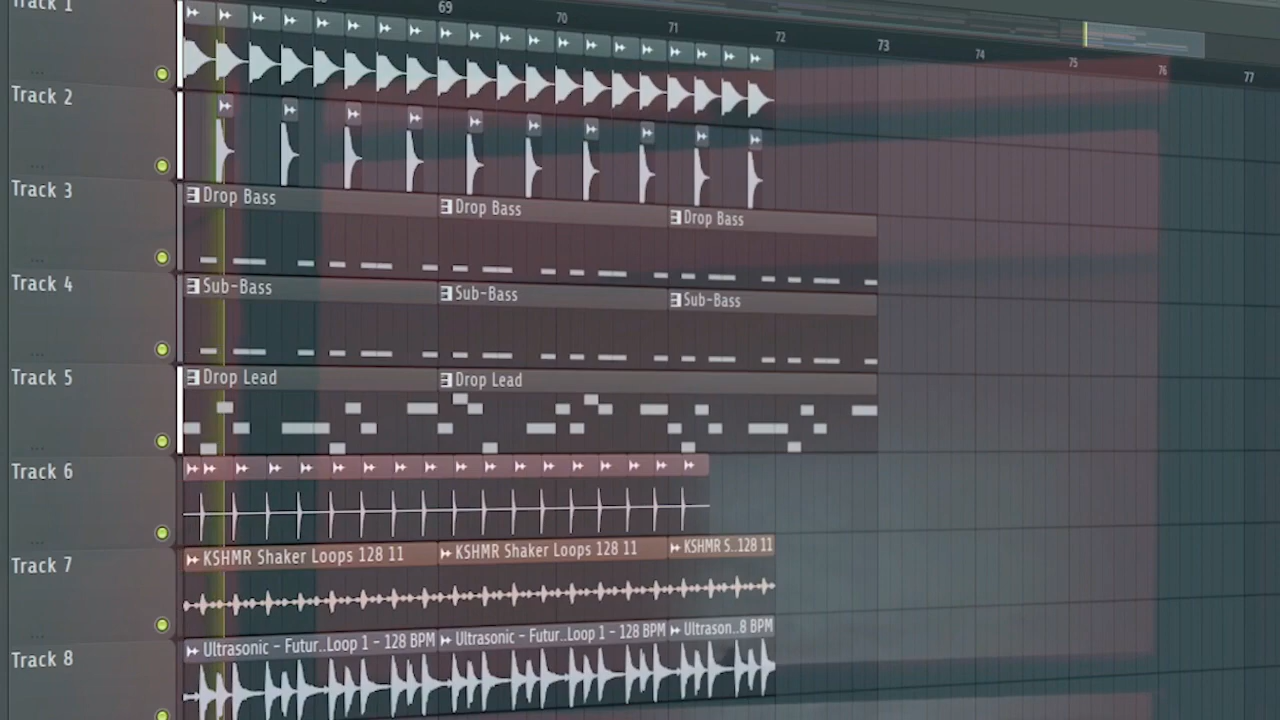 Track 1
69 70 71 72 73 74 75 76 77
Track 2
Track 3
Drop Bass Drop Bass Drop Bass
Track 4
Sub-Bass Sub-Bass Sub-Bass
Track 5
Drop Lead Drop Lead
Track 6
Track 7
KSHMR Shaker Loops 128 11 KSHMR Shaker Loops 128 11 KSHMR S..128 11
Track 8
Ultrasonic - Futur..Loop 1 - 128 BPM Ultrasonic - Futur..Loop 1 - 128 BPM Ultrason..8 BPM